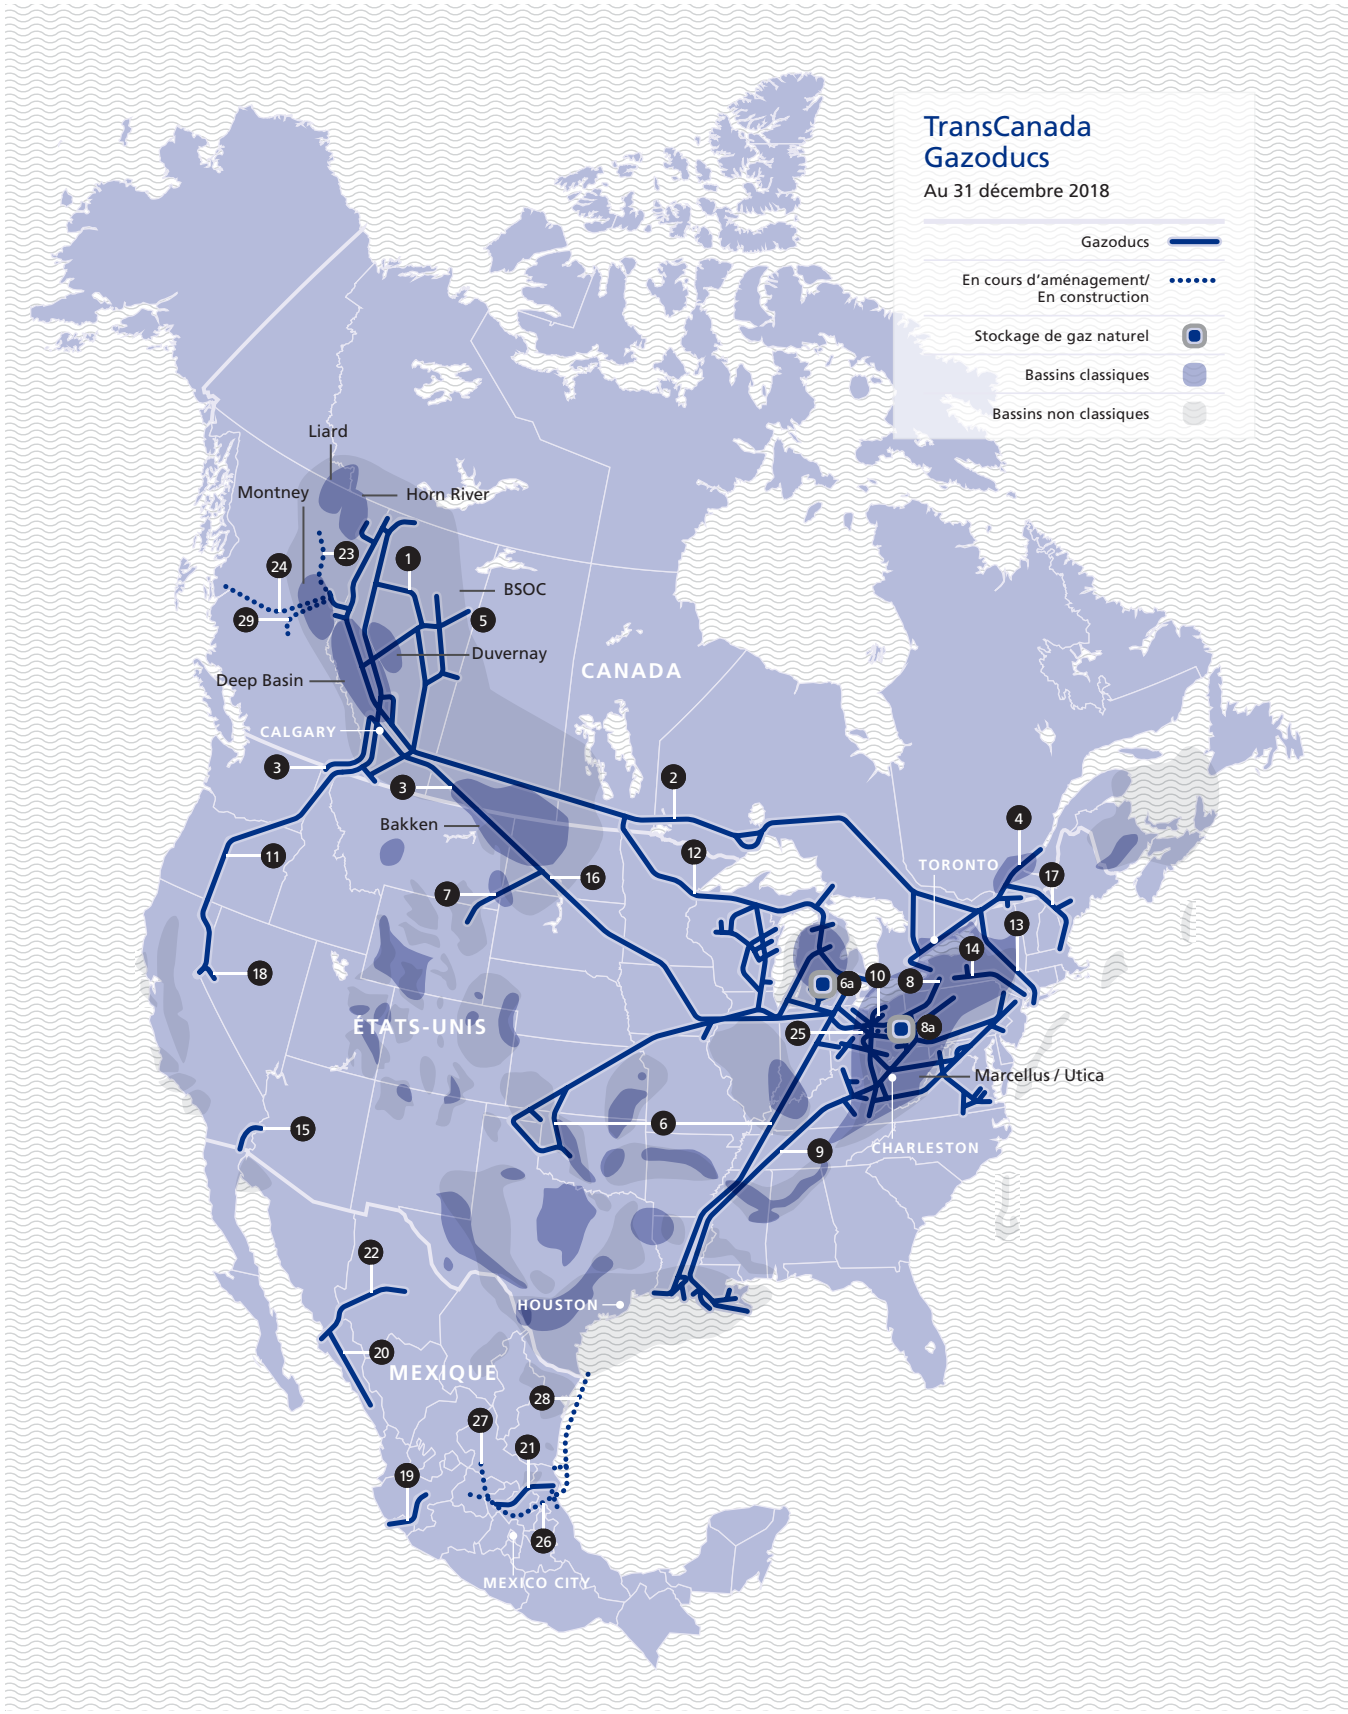 TransCanada
Gazoducs
Au 31 décembre 2018
Gazoducs
En cours d'aménagement/
En construction
Stockage de gaz naturel
Bassins classiques
Bassins non classiques
Liard
Montney
Horn River
23
1
24
BSOC
29
5
Duvernay
CANADA
Deep Basin
CALGARY
3
2
3
4
Bakken
12
11
TORONTO
16
17
7
13
14
18
10
6a
8
ÉTATS-UNIS
25
8a
Marcellus / Utica
6
15
CHARLESTON
9
22
HOUSTON
20
MEXIQUE
28
27
21
19
26
MEXICO CITY